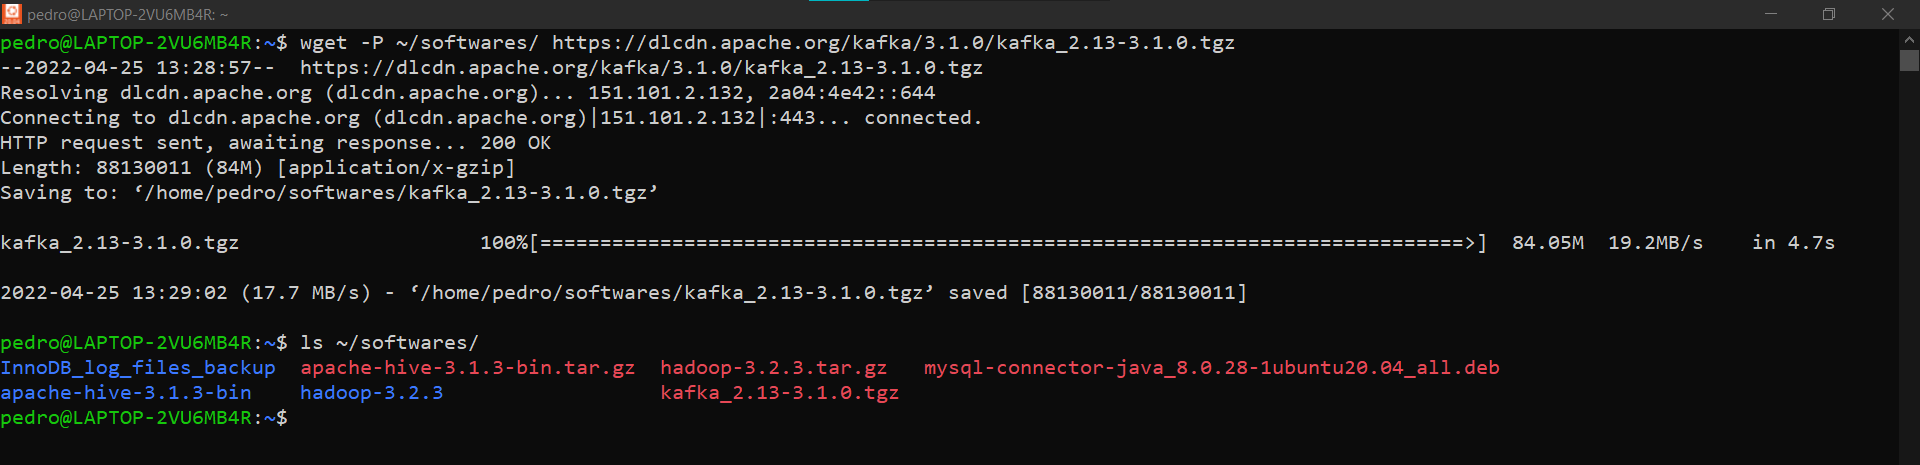 pedro@LAPTOP-2VU6MB4R: ~
pedro@LAPTOP-2VU6MB4R:~$ wget -P ~/softwares/ https://dlcdn.apache.org/kafka/3.1.0/kafka_2.13-3.1.0.tgz
--2022-04-25 13:28:57--  https://dlcdn.apache.org/kafka/3.1.0/kafka_2.13-3.1.0.tgz
Resolving dlcdn.apache.org (dlcdn.apache.org)... 151.101.2.132, 2a04:4e42::644
Connecting to dlcdn.apache.org (dlcdn.apache.org)|151.101.2.132|:443... connected.
HTTP request sent, awaiting response... 200 OK
Length: 88130011 (84M) [application/x-gzip]
Saving to: ‘/home/pedro/softwares/kafka_2.13-3.1.0.tgz’
kafka_2.13-3.1.0.tgz                    100%[=============================================================================>]  84.05M  19.2MB/s    in 4.7s
2022-04-25 13:29:02 (17.7 MB/s) - ‘/home/pedro/softwares/kafka_2.13-3.1.0.tgz’ saved [88130011/88130011]
pedro@LAPTOP-2VU6MB4R:~$ ls ~/softwares/
InnoDB_log_files_backup  apache-hive-3.1.3-bin.tar.gz  hadoop-3.2.3.tar.gz   mysql-connector-java_8.0.28-1ubuntu20.04_all.deb
apache-hive-3.1.3-bin    hadoop-3.2.3                  kafka_2.13-3.1.0.tgz
pedro@LAPTOP-2VU6MB4R:~$